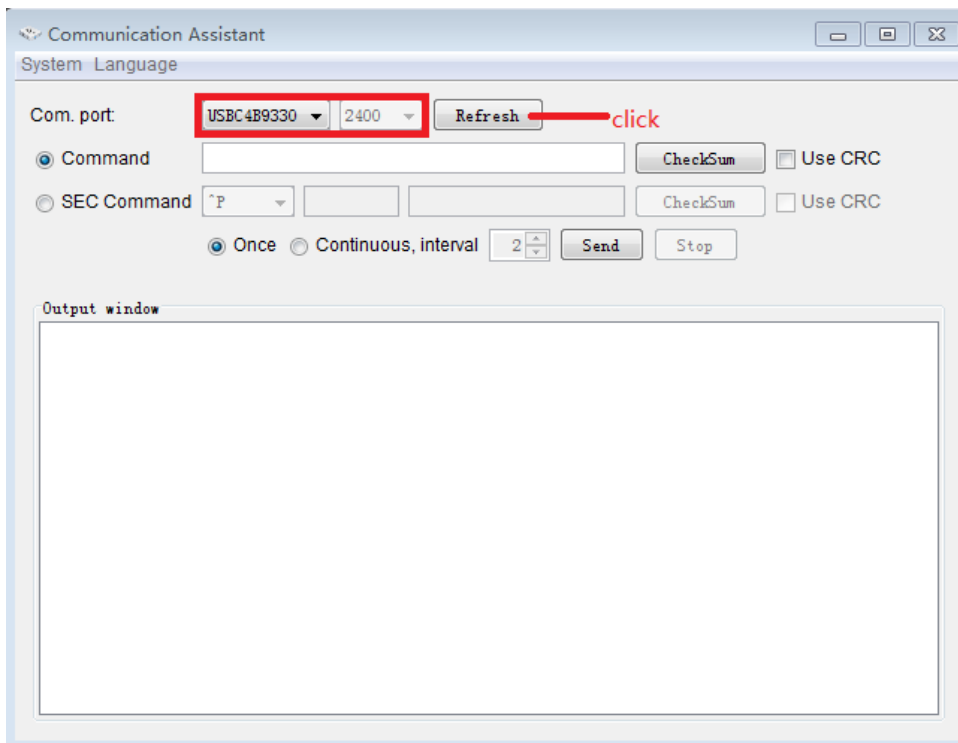 Communication Assistant
System Language
Com. port: USBC4B9330 2400 Refresh click
Command CheckSum Use CRC
SEC Command ^P CheckSum Use CRC
Once Continuous, interval 2 Send Stop
Output window